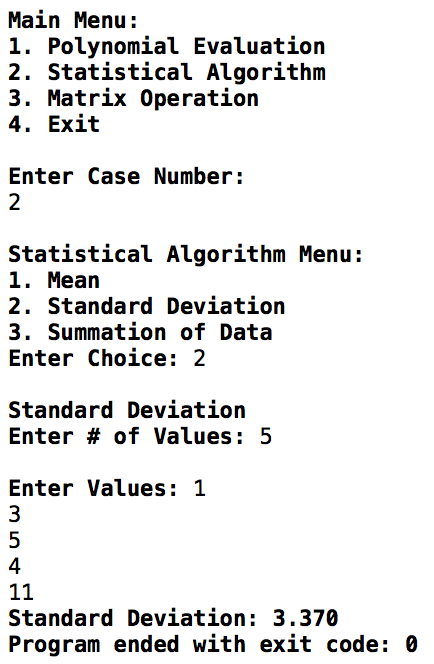 Main Menu:
1. Polynomial Evaluation
2. Statistical Algorithm
3. Matrix Operation
4. Exit
Enter Case Number:
2
Statistical Algorithm Menu:
1. Mean
2. Standard Deviation
3. Summation of Data
Enter Choice: 2
Standard Deviation
Enter # of Values: 5
Enter Values: 1
3
5
4
11
Standard Deviation: 3.370
Program ended with exit code: 0